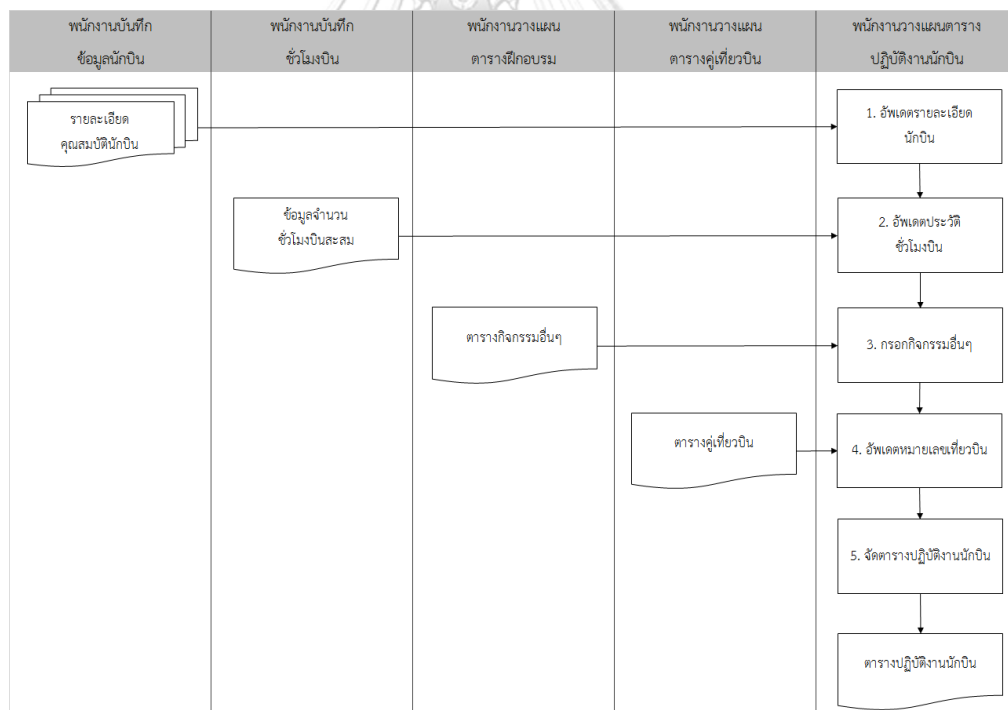 พนักงานบันทึก
ข้อมูลนักบิน
พนักงานบันทึก
ชั่วโมงบิน
พนักงานวางแผน
ตารางฝึกอบรม
พนักงานวางแผน
ตารางคู่เที่ยวบิน
พนักงานวางแผนตาราง
ปฏิบัติงานนักบิน
รายละเอียด
คุณสมบัตินักบิน
1. อัพเดตรายละเอียด
นักบิน
ข้อมูลจำนวน
ชั่วโมงบินสะสม
2. อัพเดตประวัติ
ชั่วโมงบิน
ตารางกิจกรรมอื่นๆ
3. กรอกกิจกรรมอื่นๆ
ตารางคู่เที่ยวบิน
4. อัพเดตหมายเลขเที่ยวบิน
5. จัดตารางปฏิบัติงานนักบิน
ตารางปฏิบัติงานนักบิน